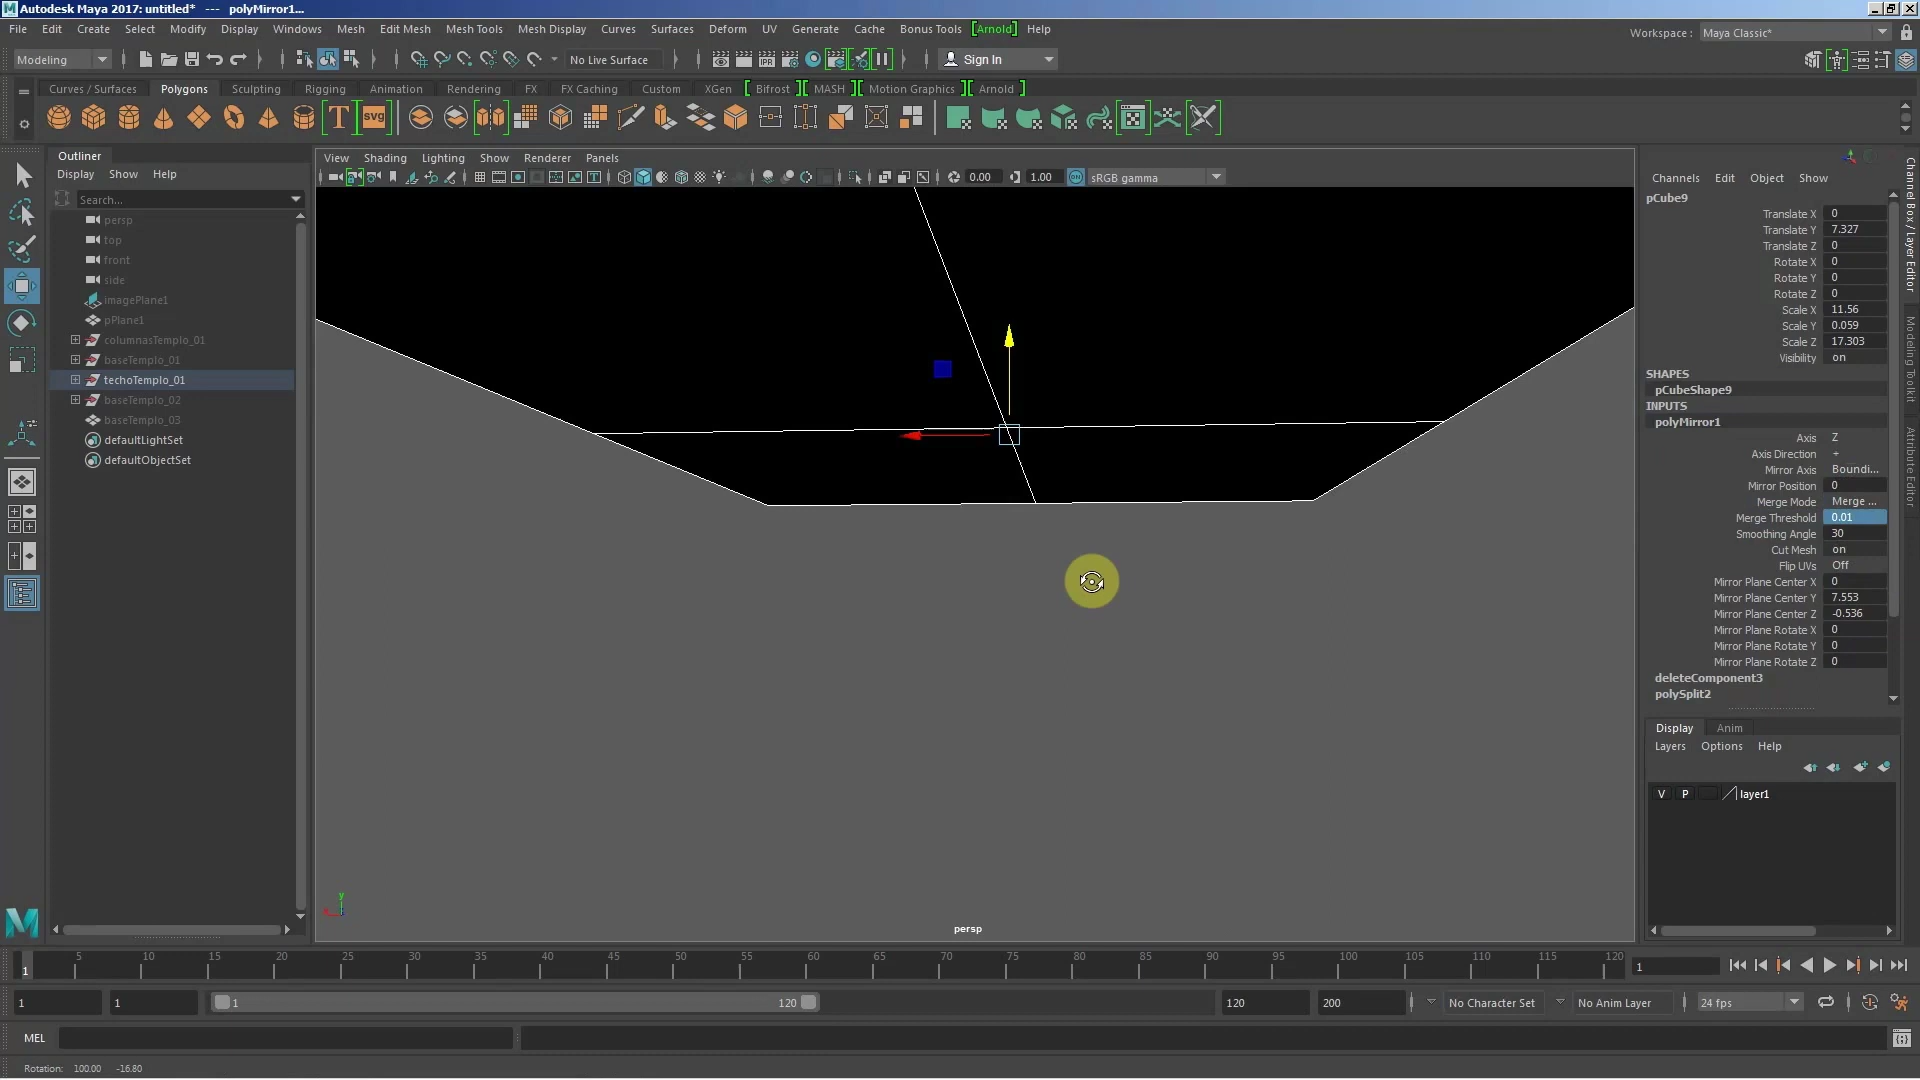 Autodesk Maya 2017: untitled* --- polyMirror1...
File Edit Create Select Modify Display Windows Mesh Edit Mesh Mesh Tools Mesh Display Curves Surfaces Deform UV Generate Cache Bonus Tools [Arnold] Help
Workspace : Maya Classic*
Modeling No Live Surface Sign In
Curves / Surfaces Polygons Sculpting Rigging Animation Rendering FX FX Caching Custom XGen Bifrost MASH Motion Graphics Arnold
IPR
T SVG
Outliner
Display Show Help
Search...
persp
top
front
side
imagePlane1
pPlane1
columnasTemplo_01
baseTemplo_01
techoTemplo_01
baseTemplo_02
baseTemplo_03
defaultLightSet
defaultObjectSet
View Shading Lighting Show Renderer Panels
0.00 1.00 sRGB gamma
y
persp
Channels Edit Object Show
pCube9
Translate X 0
Translate Y 7.327
Translate Z 0
Rotate X 0
Rotate Y 0
Rotate Z 0
Scale X 11.56
Scale Y 0.059
Scale Z 17.303
Visibility on
SHAPES
pCubeShape9
INPUTS
polyMirror1
Axis Z
Axis Direction +
Mirror Axis Boundi...
Mirror Position 0
Merge Mode Merge ...
Merge Threshold 0.01
Smoothing Angle 30
Cut Mesh on
Flip UVs Off
Mirror Plane Center X 0
Mirror Plane Center Y 7.553
Mirror Plane Center Z -0.536
Mirror Plane Rotate X 0
Mirror Plane Rotate Y 0
Mirror Plane Rotate Z 0
deleteComponent3
polySplit2
Channel Box / Layer Editor
Modeling Toolkit
Attribute Editor
Display Anim
Layers Options Help
V P layer1
1 5 10 15 20 25 30 35 40 45 50 55 60 65 70 75 80 85 90 95 100 105 110 115 120 1
1 1 1 120 120 200 No Character Set No Anim Layer 24 fps
MEL
Rotation: 100.00 -16.80